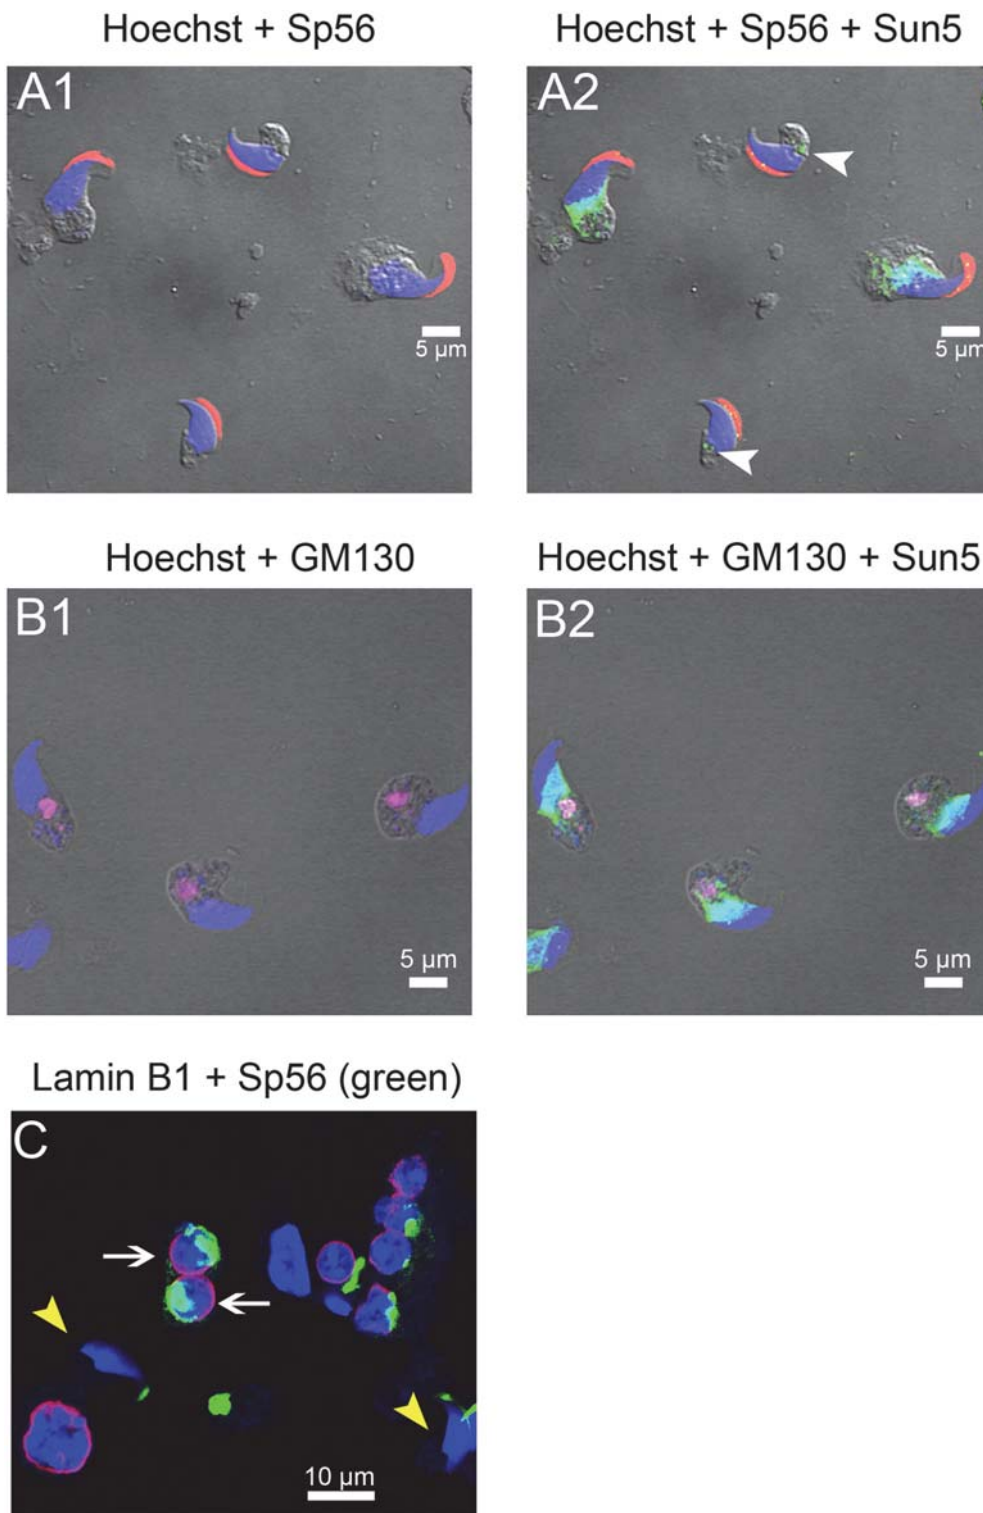 Hoechst + Sp56
Hoechst + Sp56 + Sun5
A1
A2
5 µm
5 µm
Hoechst + GM130
Hoechst + GM130 + Sun5
B1
B2
5 µm
5 µm
Lamin B1 + Sp56 (green)
C
10 µm